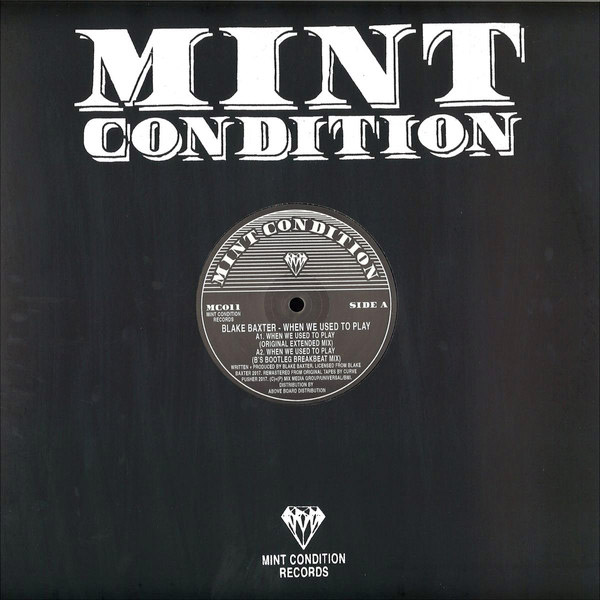 MINT
CONDITION
MINT CONDITION
MC011
MINT CONDITION
RECORDS
SIDE A
BLAKE BAXTER - WHEN WE USED TO PLAY
A1. WHEN WE USED TO PLAY
(ORIGINAL EXTENDED MIX)
A2. WHEN WE USED TO PLAY
(B'S BOOTLEG BREAKBEAT MIX)
WRITTEN + PRODUCED BY BLAKE BAXTER, LICENSED FROM BLAKE
BAXTER 2017, REMASTERED FROM ORIGINAL TAPES BY CURVE
PUSHER 2017. (C)+(P) MIX MEDIA GROUP/UNIVERSAL/BMI.
DISTRIBUTION BY
ABOVE BOARD DISTRIBUTION
MINT CONDITION
RECORDS